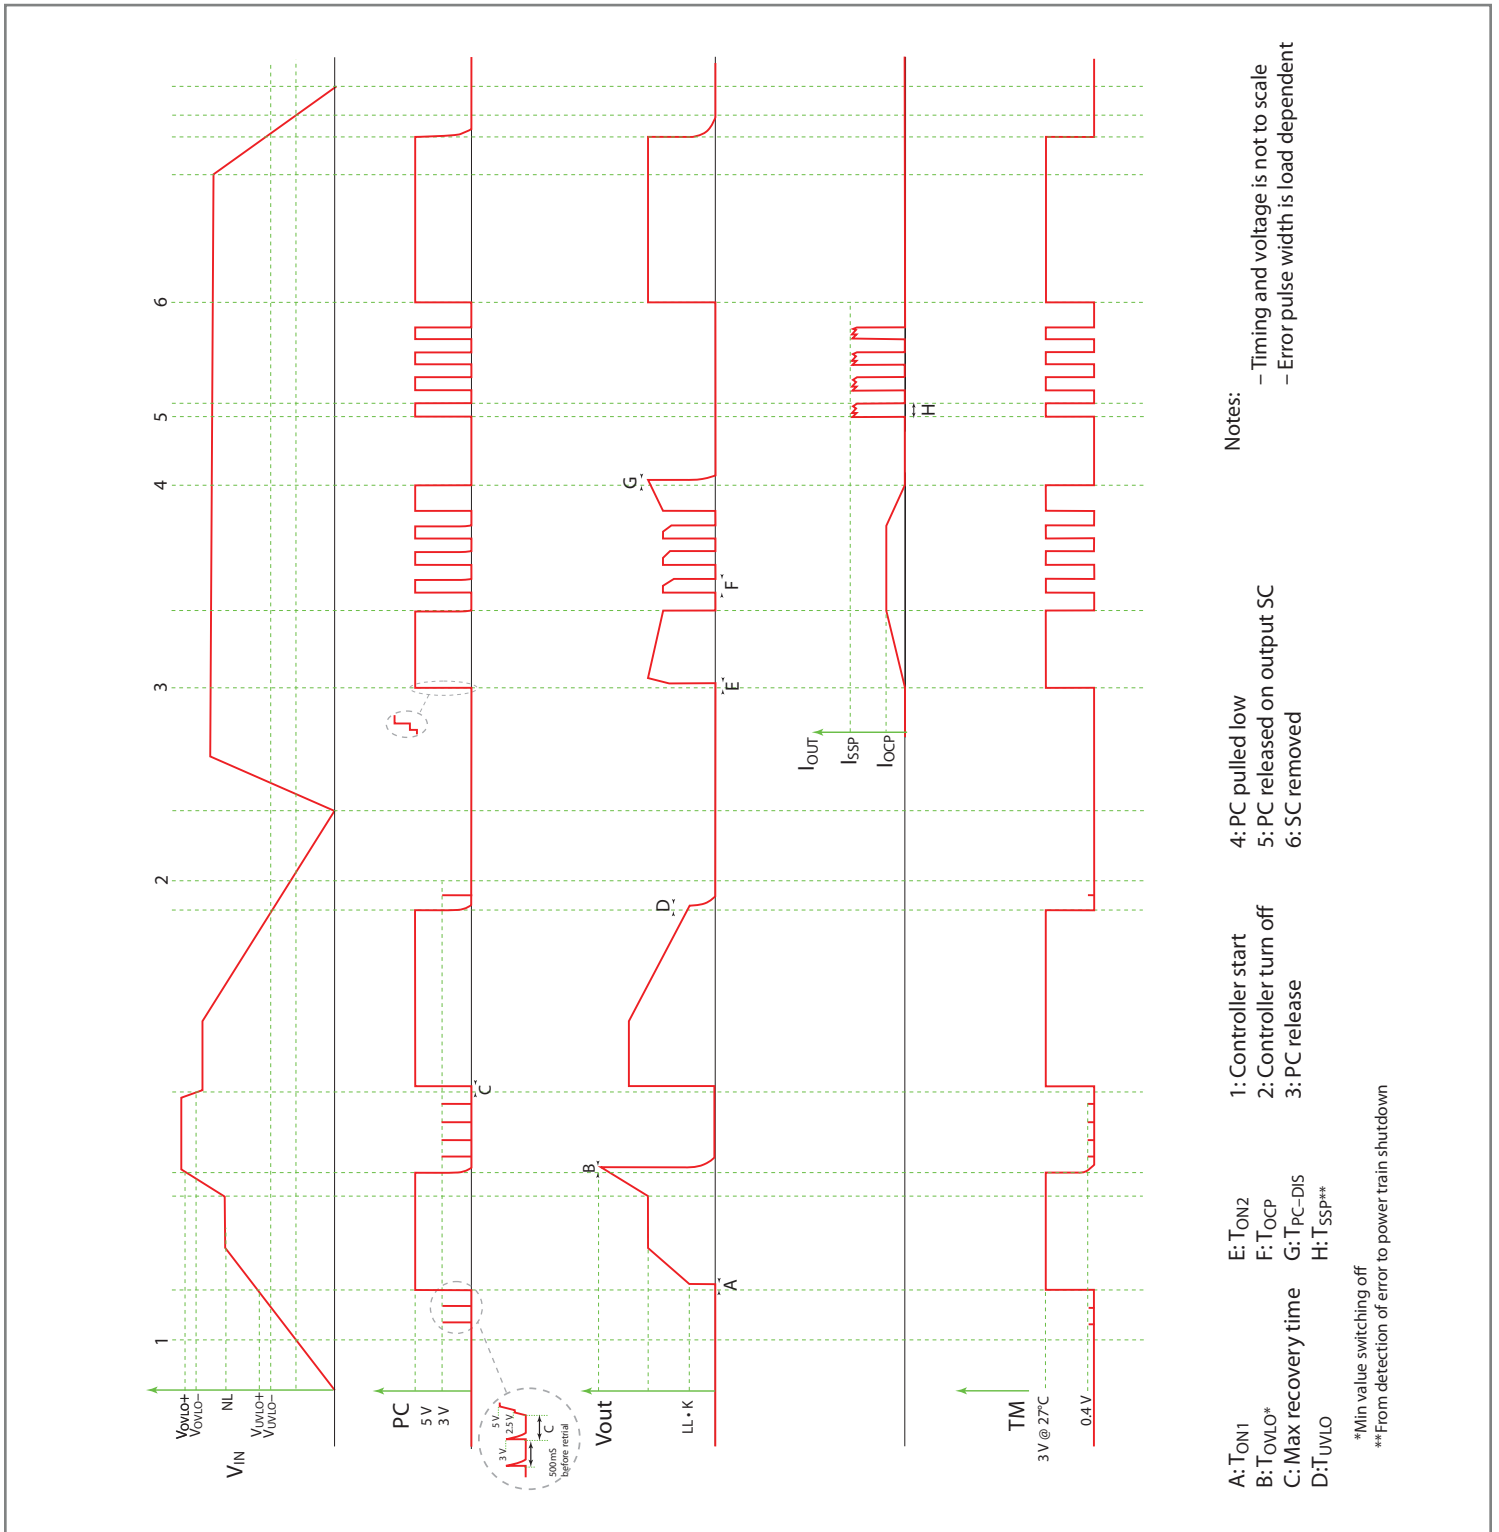 1
2
3
4
5
6
VOVLO+
VOVLO–
NL
VUVLO+
VUVLO–
VIN
PC
5 V
3 V
C
3 V
5 V
2.5 V
500mS
before retrial
C
Vout
LL • K
A
B
D
E
F
G
IOUT
ISSP
IOCP
H
TM
3 V @ 27°C
0.4 V
A: TON1
B: TOVLO*
C: Max recovery time
D:TUVLO
E: TON2
F: TOCP
G: TPC–DIS
H: TSSP**
1: Controller start
2: Controller turn off
3: PC release
4: PC pulled low
5: PC released on output SC
6: SC removed
Notes:
– Timing and voltage is not to scale
– Error pulse width is load dependent
*Min value switching off
**From detection of error to power train shutdown